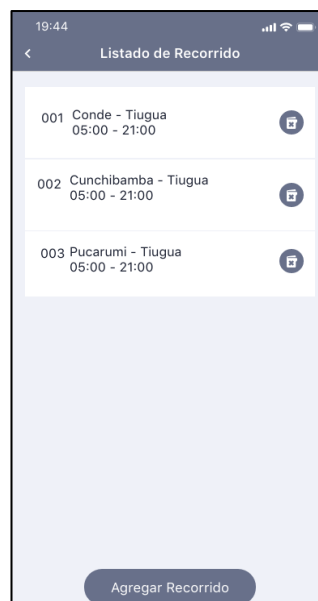 19:44
Listado de Recorrido
001 Conde - Tiugua
05:00 - 21:00
002 Cunchibamba - Tiugua
05:00 - 21:00
003 Pucarumi - Tiugua
05:00 - 21:00
Agregar Recorrido